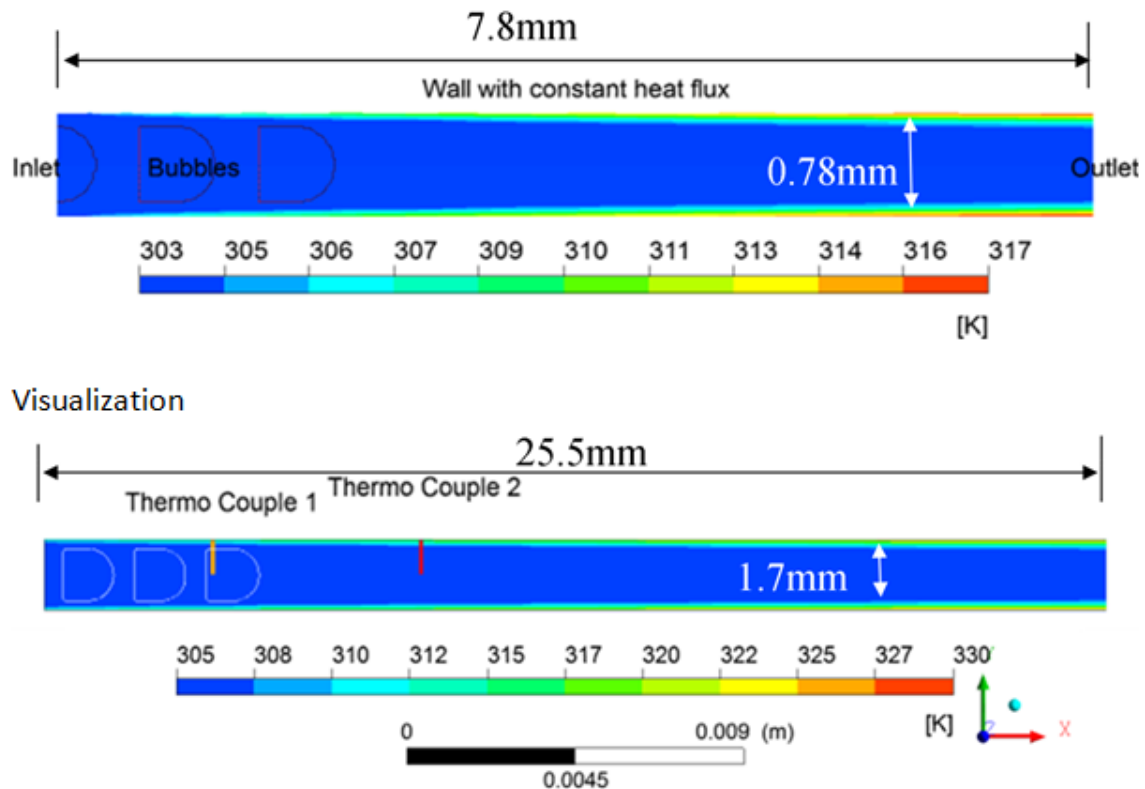 7.8mm
Wall with constant heat flux
Inlet
Bubbles
0.78mm
Outlet
303 305 306 307 309 310 311 313 314 316 317
[K]
Visualization
25.5mm
Thermo Couple 1
Thermo Couple 2
1.7mm
305 308 310 312 315 317 320 322 325 327 330
[K]
Y
Z
X
0 0.009 (m)
0.0045